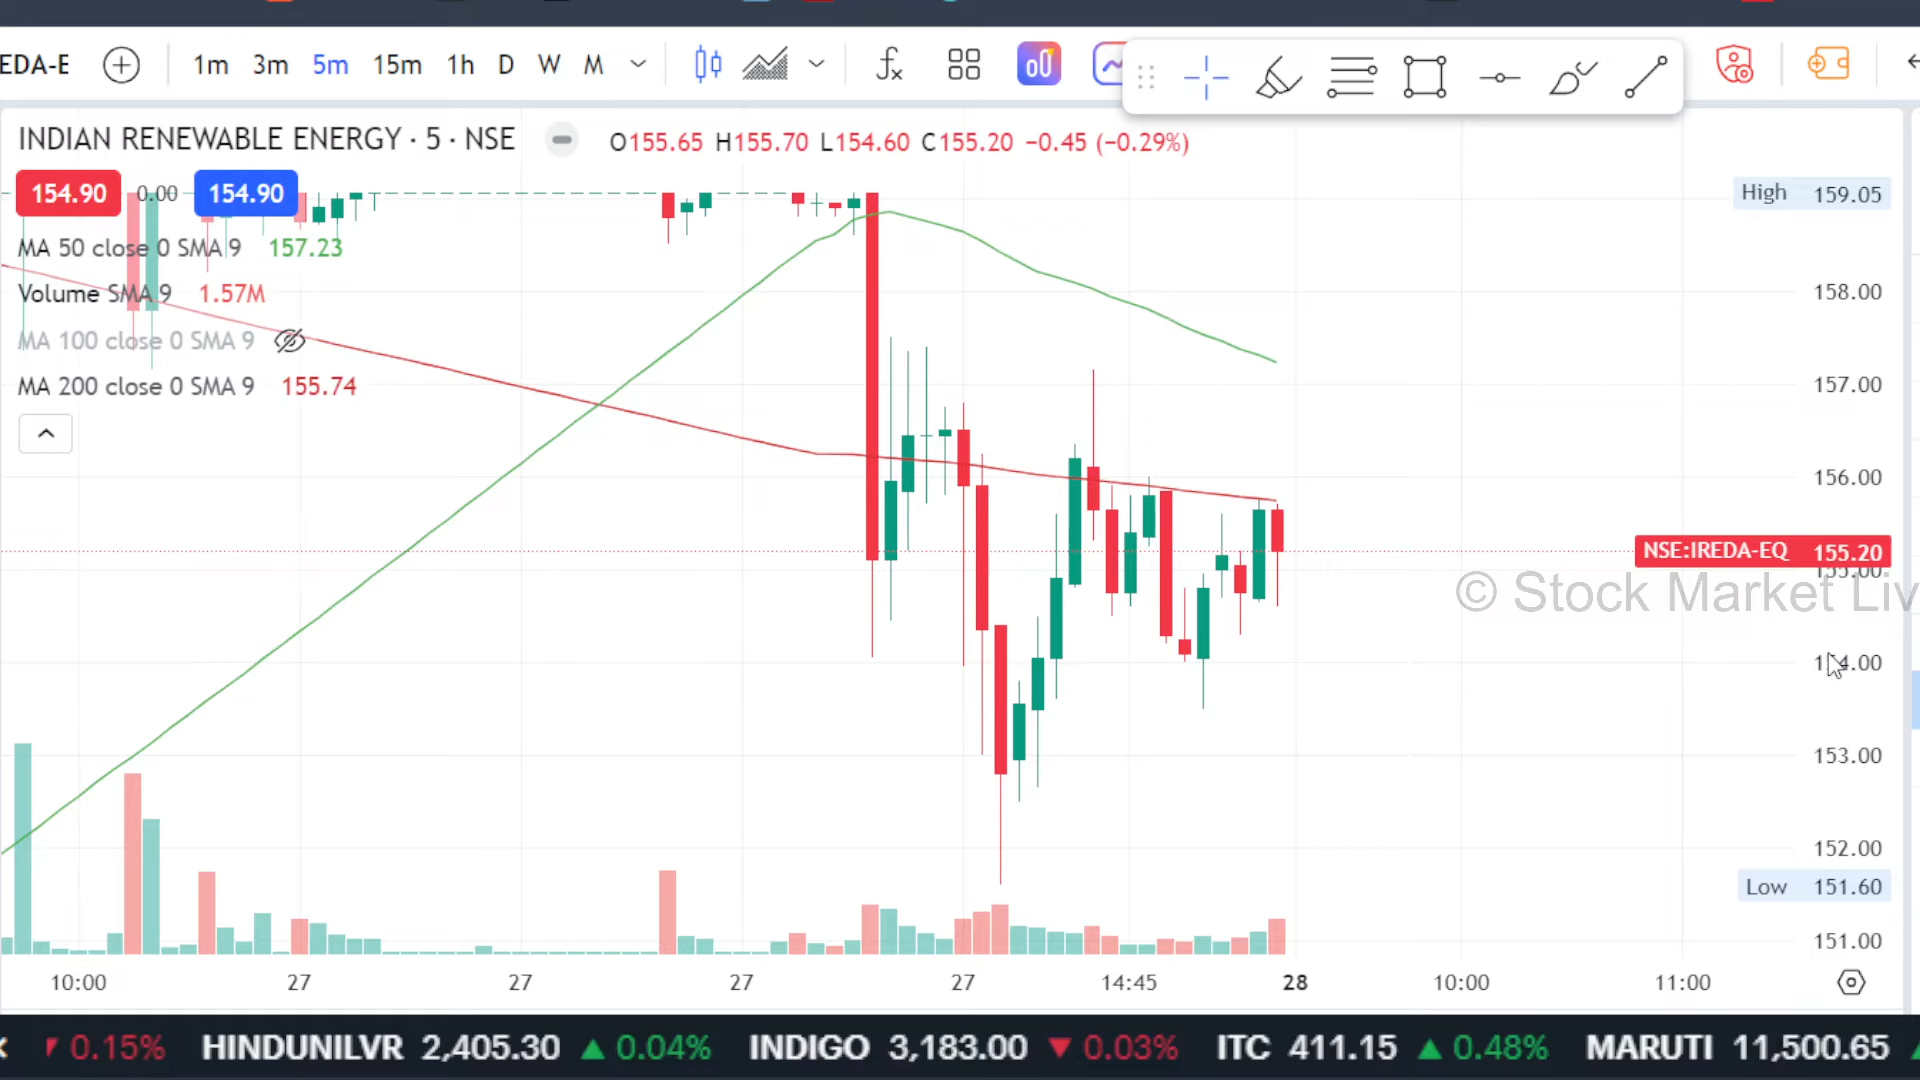 EDA-E 1m 3m 5m 15m 1h D W M
INDIAN RENEWABLE ENERGY · 5 · NSE O155.65 H155.70 L154.60 C155.20 −0.45 (−0.29%)
154.90 0.00 154.90
High 159.05
MA 50 close 0 SMA 9 157.23
Volume SMA 9 1.57M
158.00
MA 100 close 0 SMA 9
MA 200 close 0 SMA 9 155.74
157.00
156.00
NSE:IREDA-EQ 155.20
155.00
© Stock Market Liv
154.00
153.00
152.00
Low 151.60
151.00
10:00 27 27 27 27 14:45 28 10:00 11:00
0.15% HINDUNILVR 2,405.30 ▲ 0.04% INDIGO 3,183.00 ▼ 0.03% ITC 411.15 ▲ 0.48% MARUTI 11,500.65